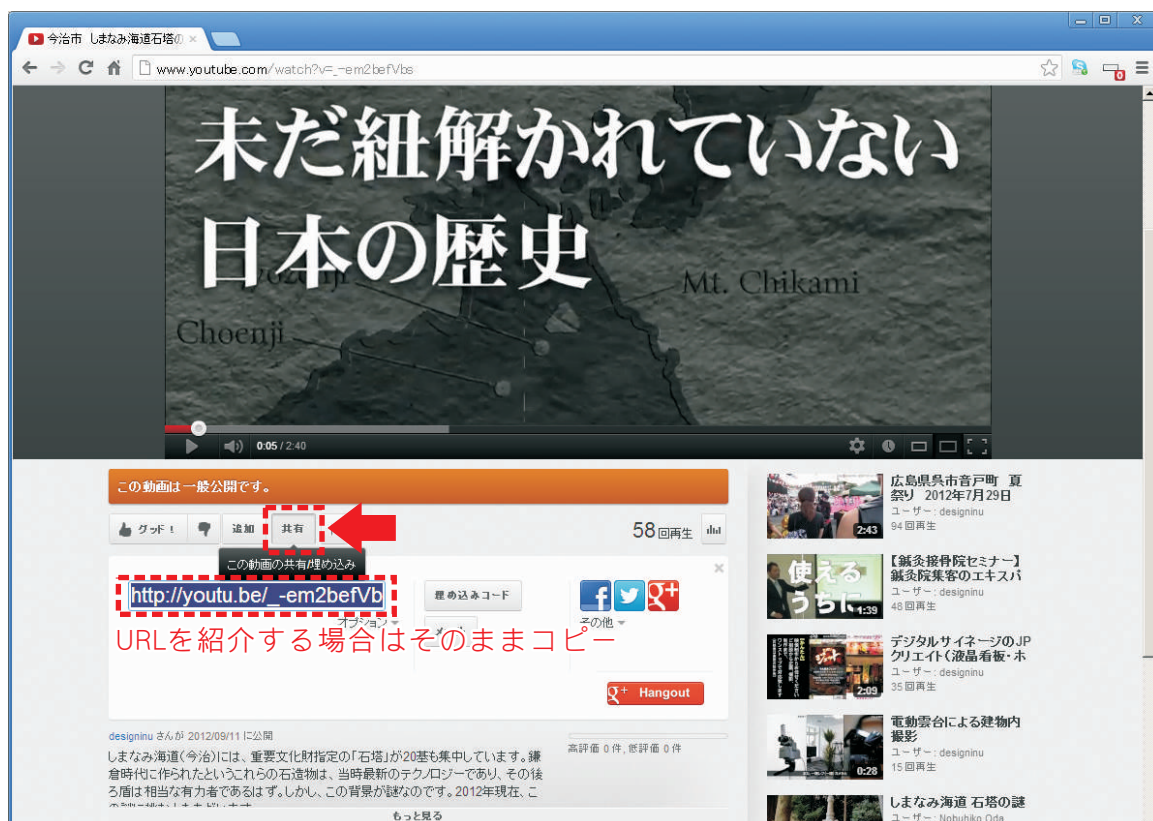 今治市 しまなみ海道石塔の
www.youtube.com/watch?v=_-em2befVbs
未だ紐解かれていない
日本の歴史
Mt. Chikami
Choenji
0:05 / 2:40
この動画は一般公開です。
グッド!
追加
共有
58 回再生
この動画の共有/埋め込み
http://youtu.be/_-em2befVb
埋め込みコード
オプション
その他
URLを紹介する場合はそのままコピー
Hangout
designinu さんが 2012/09/11 に公開
しまなみ海道(今治)には、重要文化財指定の「石塔」が20基も集中しています。鎌
倉時代に作られたというこれらの石造物は、当時最新のテクノロジーであり、その後
ろ盾は相当な有力者であるはず。しかし、この背景が謎なのです。2012年現在、こ
高評価 0 件, 低評価 0 件
もっと見る
広島県呉市音戸町 夏
祭り 2012年7月29日
ユーザー: designinu
94 回再生
2:43
【鍼灸接骨院セミナー】
鍼灸院集客のエキスパ
ユーザー: designinu
48 回再生
使える
うちに
1:39
デジタルサイネージのJP
クリエイト(液晶看板・ホ
ユーザー: designinu
35 回再生
2:09
電動雲台による建物内
撮影
ユーザー: designinu
15 回再生
0:28
しまなみ海道 石塔の謎
ユーザー: Nobuhiko Oda